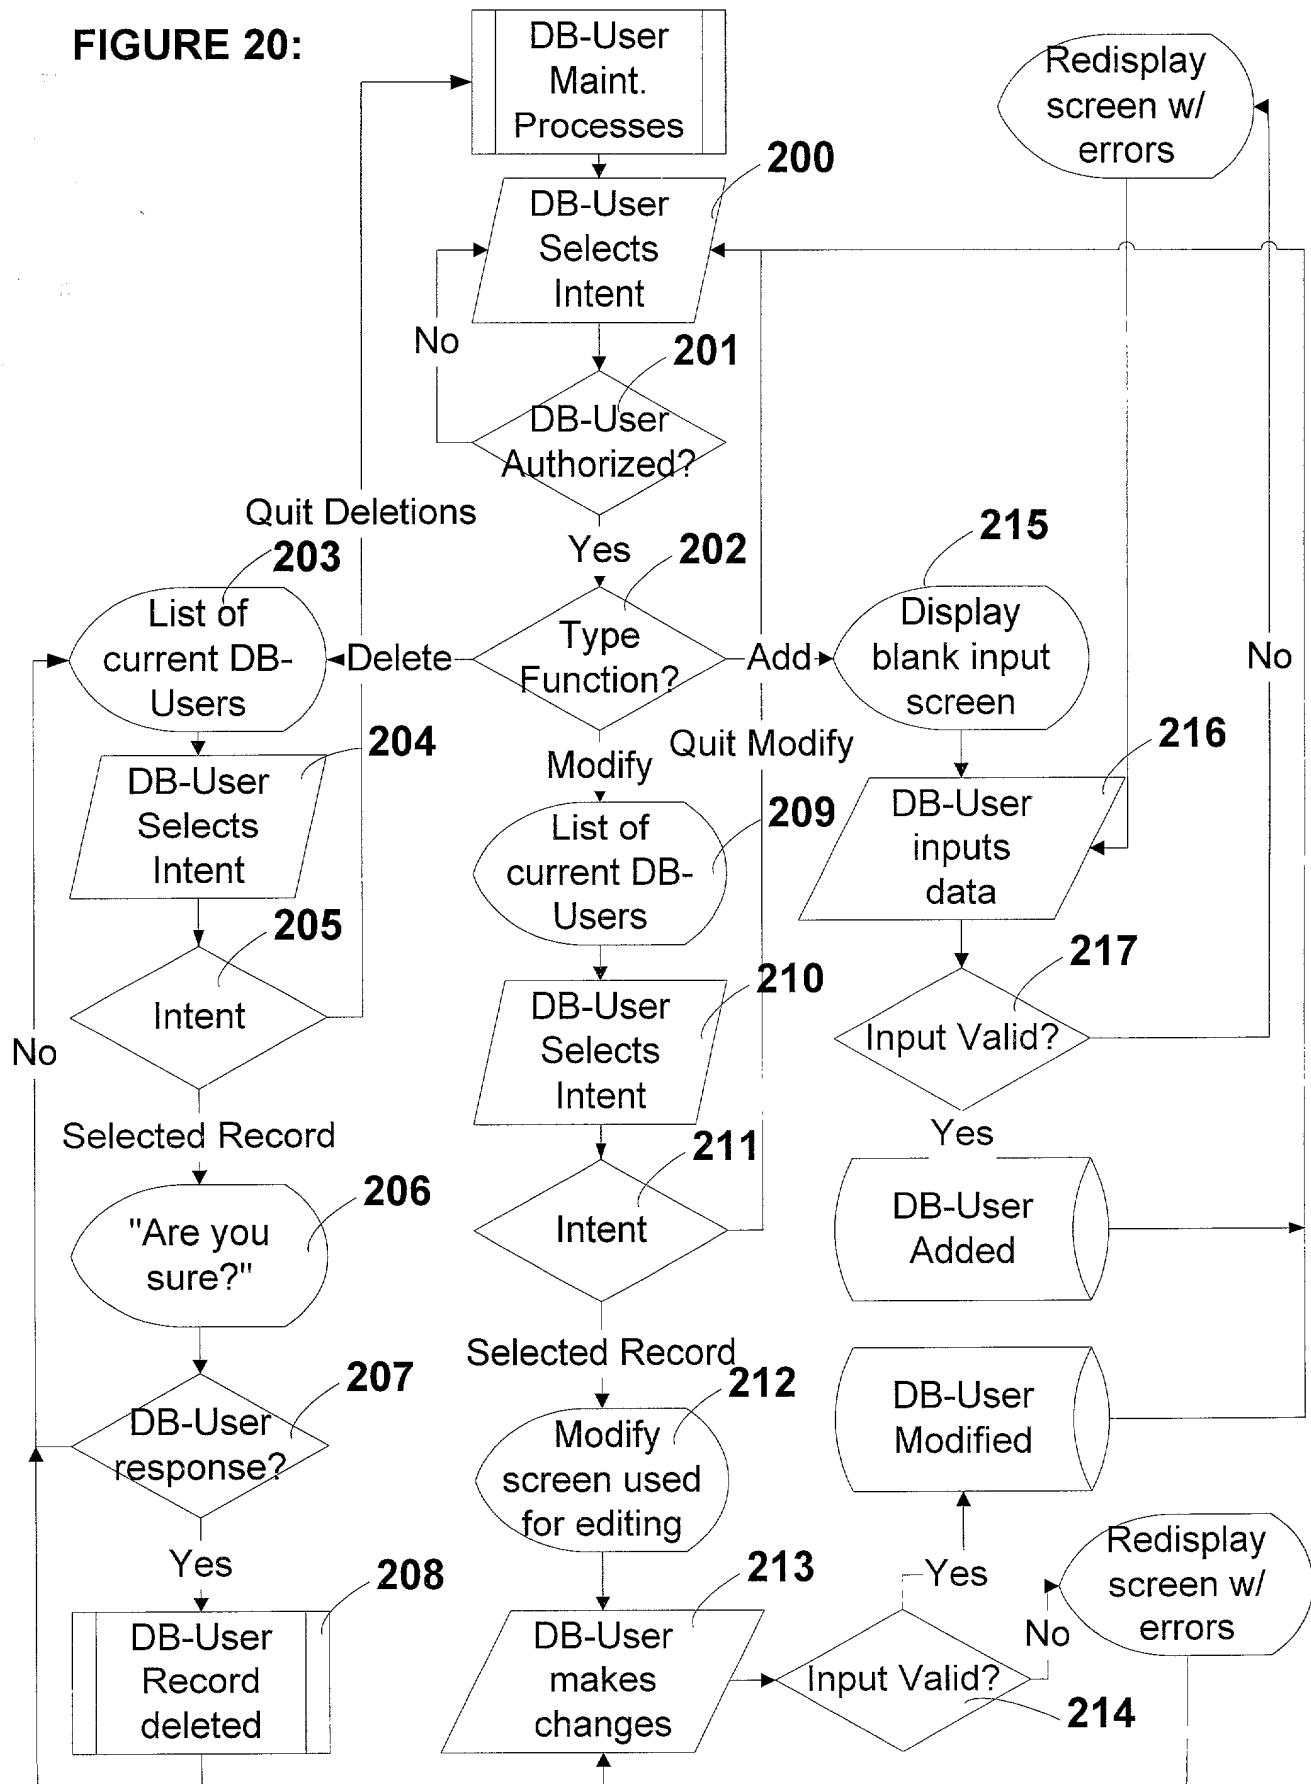 FIGURE 20:
DB-User
Maint.
Processes
Redisplay
screen w/
errors
200
DB-User
Selects
Intent
No
201
DB-User
Authorized?
Quit Deletions
Yes
202
203
List of
current DB-
Users
Delete
Type
Function?
Add
215
Display
blank input
screen
No
204
DB-User
Selects
Intent
Modify
Quit Modify
216
DB-User
inputs
data
209
List of
current DB-
Users
205
Intent
No
217
Input Valid?
210
DB-User
Selects
Intent
Selected Record
Yes
211
Intent
206
"Are you
sure?"
DB-User
Added
Selected Record
212
Modify
screen used
for editing
DB-User
Modified
207
DB-User
response?
Yes
208
DB-User
Record
deleted
213
DB-User
makes
changes
Yes
Input Valid?
214
No
Redisplay
screen w/
errors